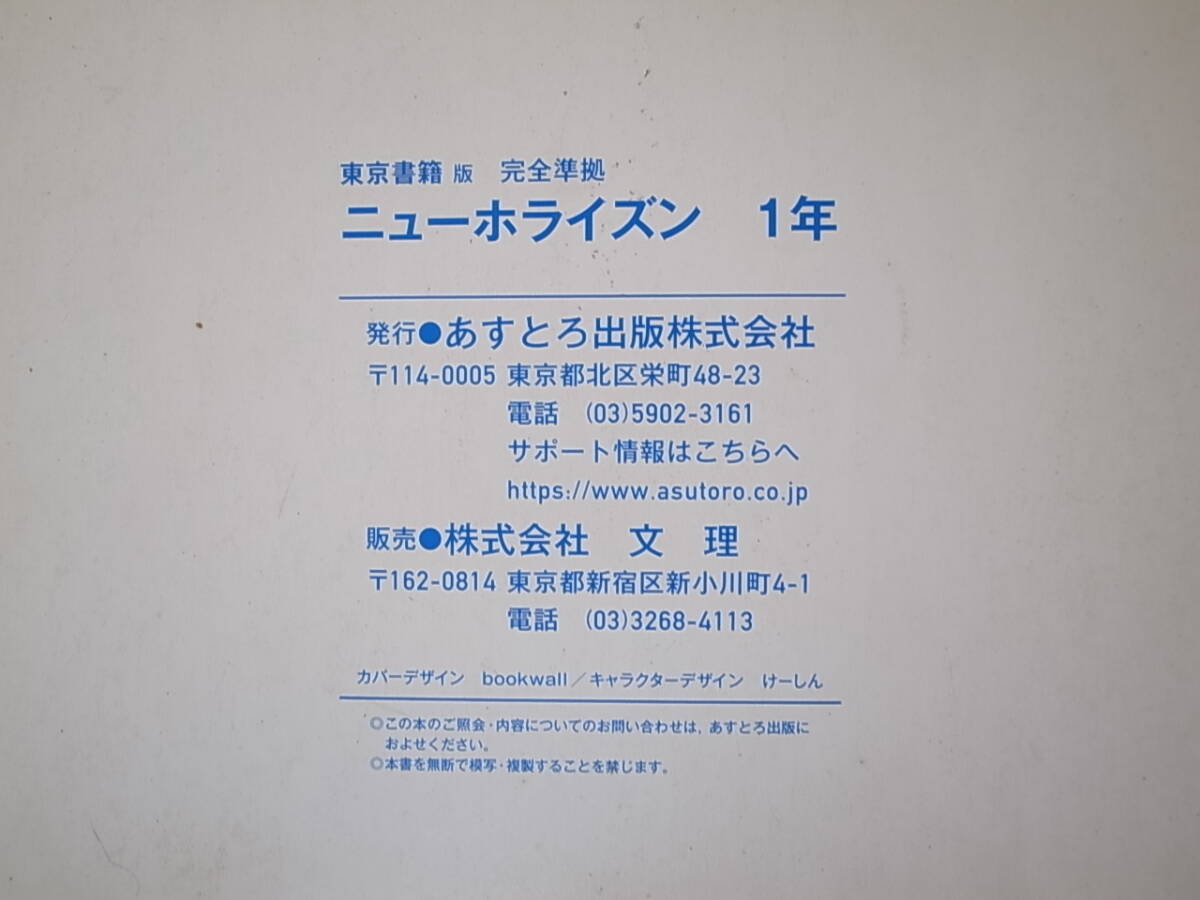 東京書籍 版　完全準拠
ニューホライズン　1年
発行●あすとろ出版株式会社
〒114-0005 東京都北区栄町48-23
電話　(03)5902-3161
サポート情報はこちらへ
https://www.asutoro.co.jp
販売●株式会社　文　理
〒162-0814 東京都新宿区新小川町4-1
電話　(03)3268-4113
カバーデザイン　bookwall／キャラクターデザイン　けーしん
◎この本のご照会・内容についてのお問い合わせは，あすとろ出版に
およせください。
◎本書を無断で模写・複製することを禁じます。